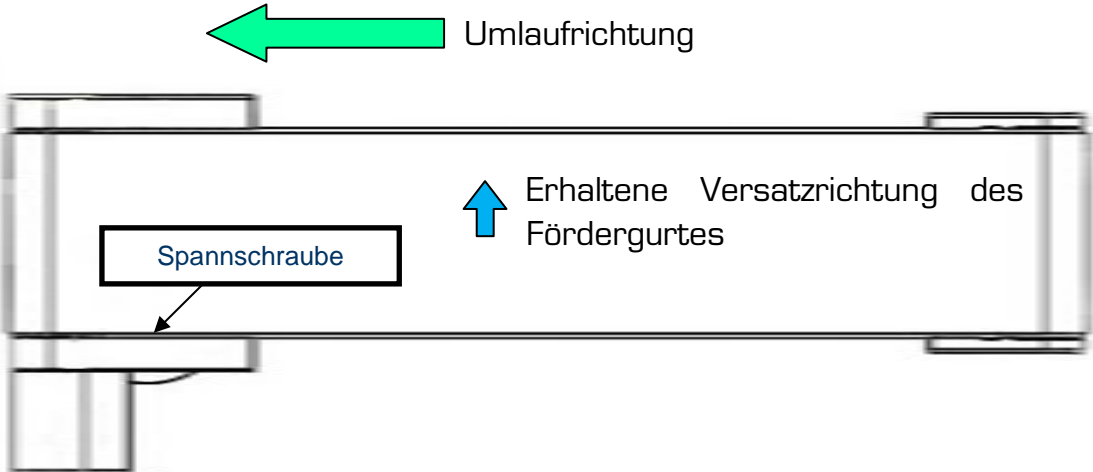 Umlaufrichtung
Erhaltene Versatzrichtung des
Fördergurtes
Spannschraube